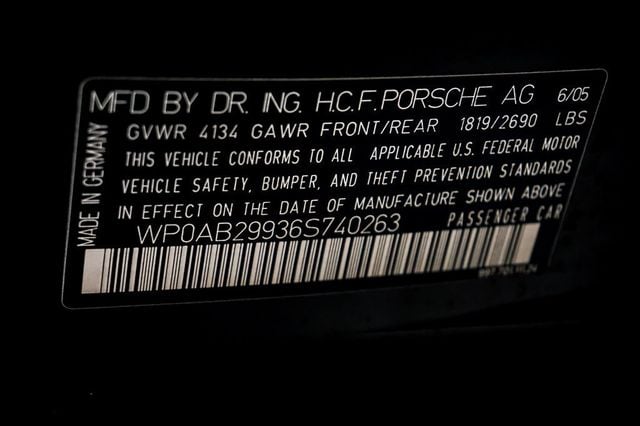 MFD BY DR. ING. H.C.F. PORSCHE AG 6/05
GVWR 4134 GAWR FRONT/REAR 1819/2690 LBS
THIS VEHICLE CONFORMS TO ALL APPLICABLE U.S. FEDERAL MOTOR
VEHICLE SAFETY, BUMPER, AND THEFT PREVENTION STANDARDS
IN EFFECT ON THE DATE OF MANUFACTURE SHOWN ABOVE
WP0AB29936S740263 PASSENGER CAR
MADE IN GERMANY